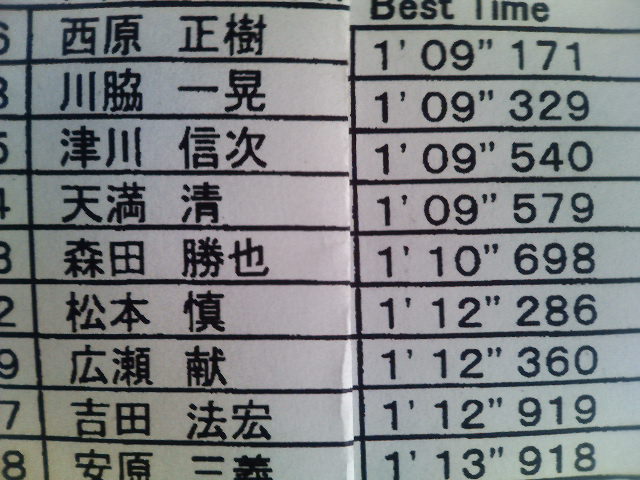 Best Time
6 西原 正樹 1' 09" 171
8 川脇 一晃 1' 09" 329
5 津川 信次 1' 09" 540
4 天満 清 1' 09" 579
3 森田 勝也 1' 10" 698
2 松本 慎 1' 12" 286
9 広瀬 献 1' 12" 360
7 吉田 法宏 1' 12" 919
8 安原 三義 1' 13" 918